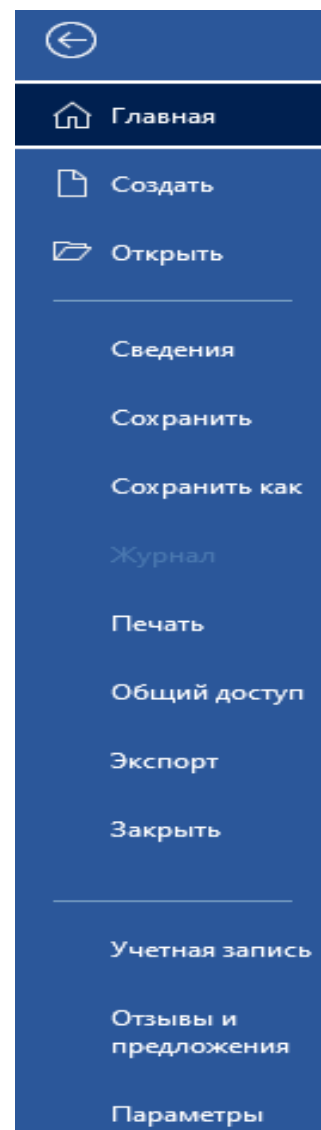 Главная
Создать
Открыть
Сведения
Сохранить
Сохранить как
Журнал
Печать
Общий доступ
Экспорт
Закрыть
Учетная запись
Отзывы и
предложения
Параметры